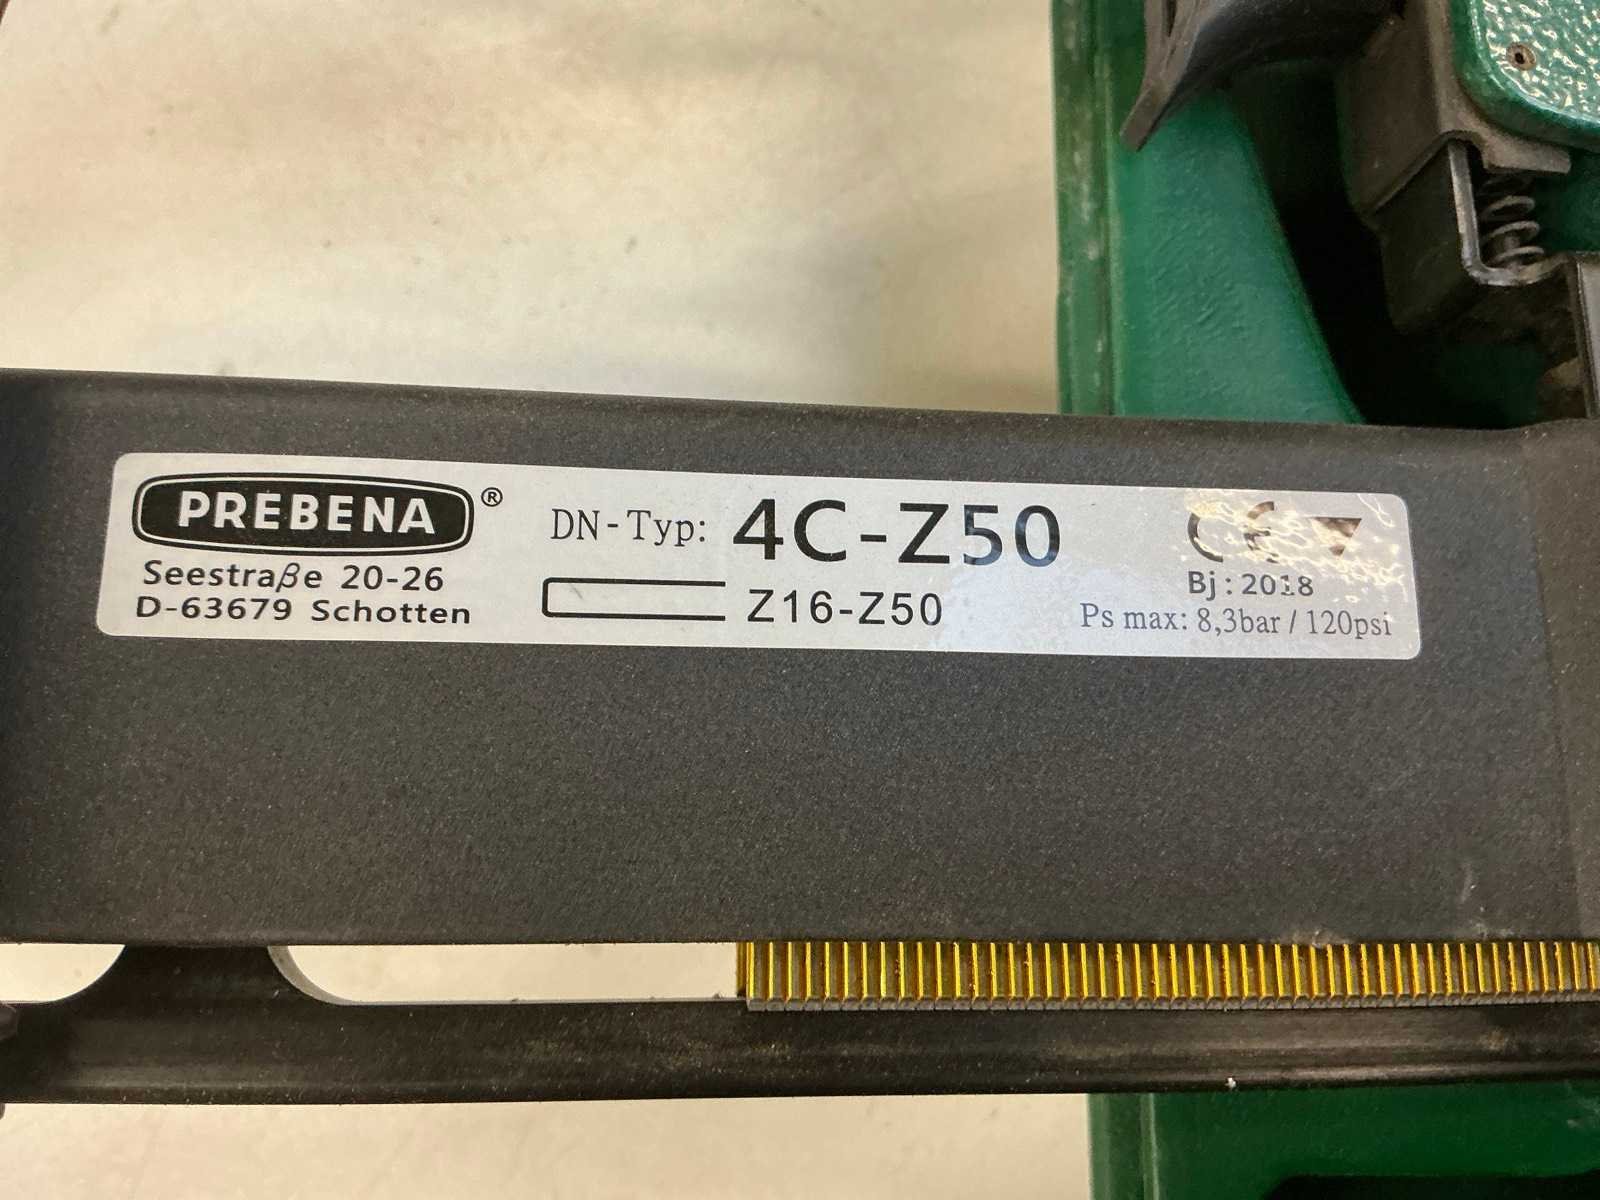 PREBENA®
Seestraße 20-26
D-63679 Schotten
DN-Typ: 4C-Z50
Z16-Z50
CE
Bj: 2018
Ps max: 8,3bar / 120psi